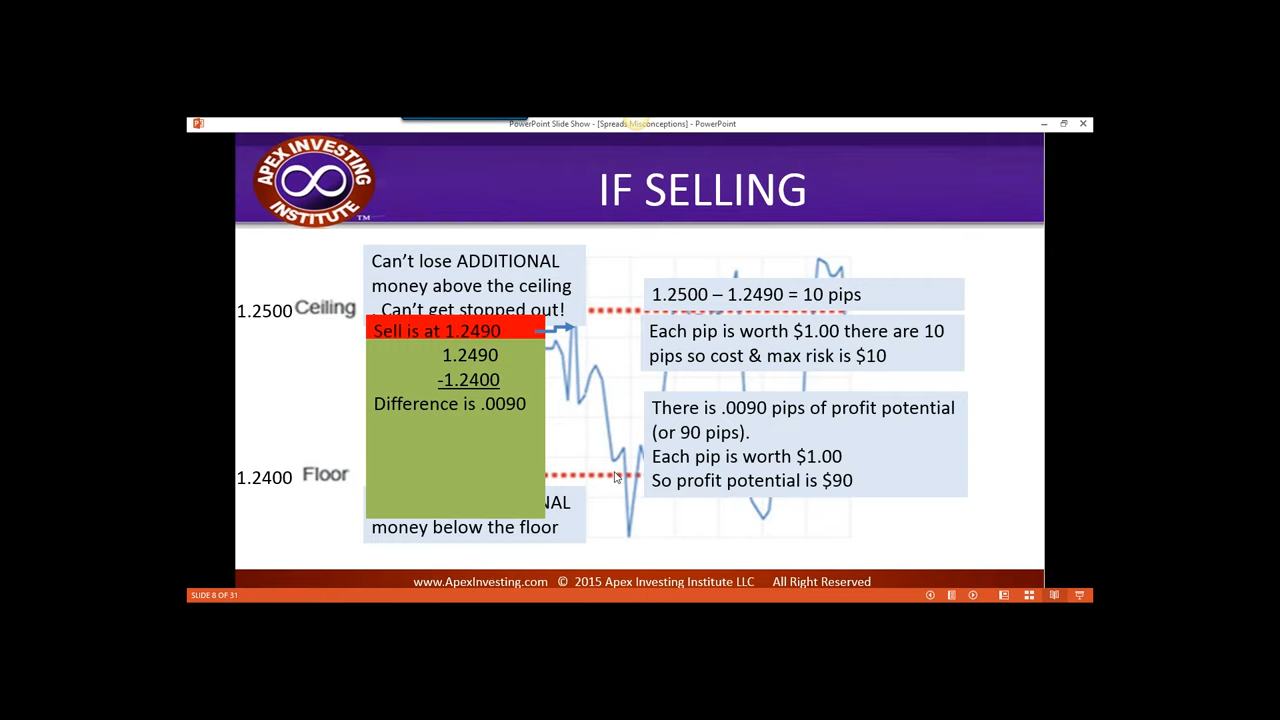 PowerPoint Slide Show - [Spreads Misconceptions] - PowerPoint
APEX INVESTING
INSTITUTE
TM
IF SELLING
Can't lose ADDITIONAL
money above the ceiling
. Can't get stopped out!
1.2500 Ceiling
Sell is at 1.2490
1.2490
-1.2400
Difference is .0090
1.2400 Floor
NAL
money below the floor
1.2500 – 1.2490 = 10 pips
Each pip is worth $1.00 there are 10
pips so cost & max risk is $10
There is .0090 pips of profit potential
(or 90 pips).
Each pip is worth $1.00
So profit potential is $90
www.ApexInvesting.com © 2015 Apex Investing Institute LLC All Right Reserved
SLIDE 8 OF 31